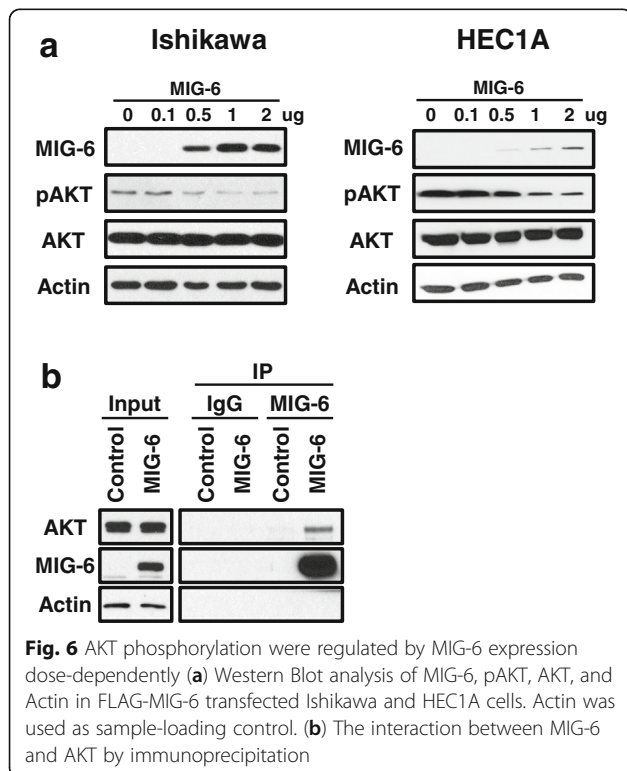 a
Ishikawa
HEC1A
MIG-6
0 0.1 0.5 1 2 ug
MIG-6
pAKT
AKT
Actin
MIG-6
0 0.1 0.5 1 2 ug
MIG-6
pAKT
AKT
Actin
b
IP
Input IgG MIG-6
Control MIG-6 Control MIG-6 Control MIG-6
AKT
MIG-6
Actin
Fig. 6 AKT phosphorylation were regulated by MIG-6 expression
dose-dependently (a) Western Blot analysis of MIG-6, pAKT, AKT, and
Actin in FLAG-MIG-6 transfected Ishikawa and HEC1A cells. Actin was
used as sample-loading control. (b) The interaction between MIG-6
and AKT by immunoprecipitation